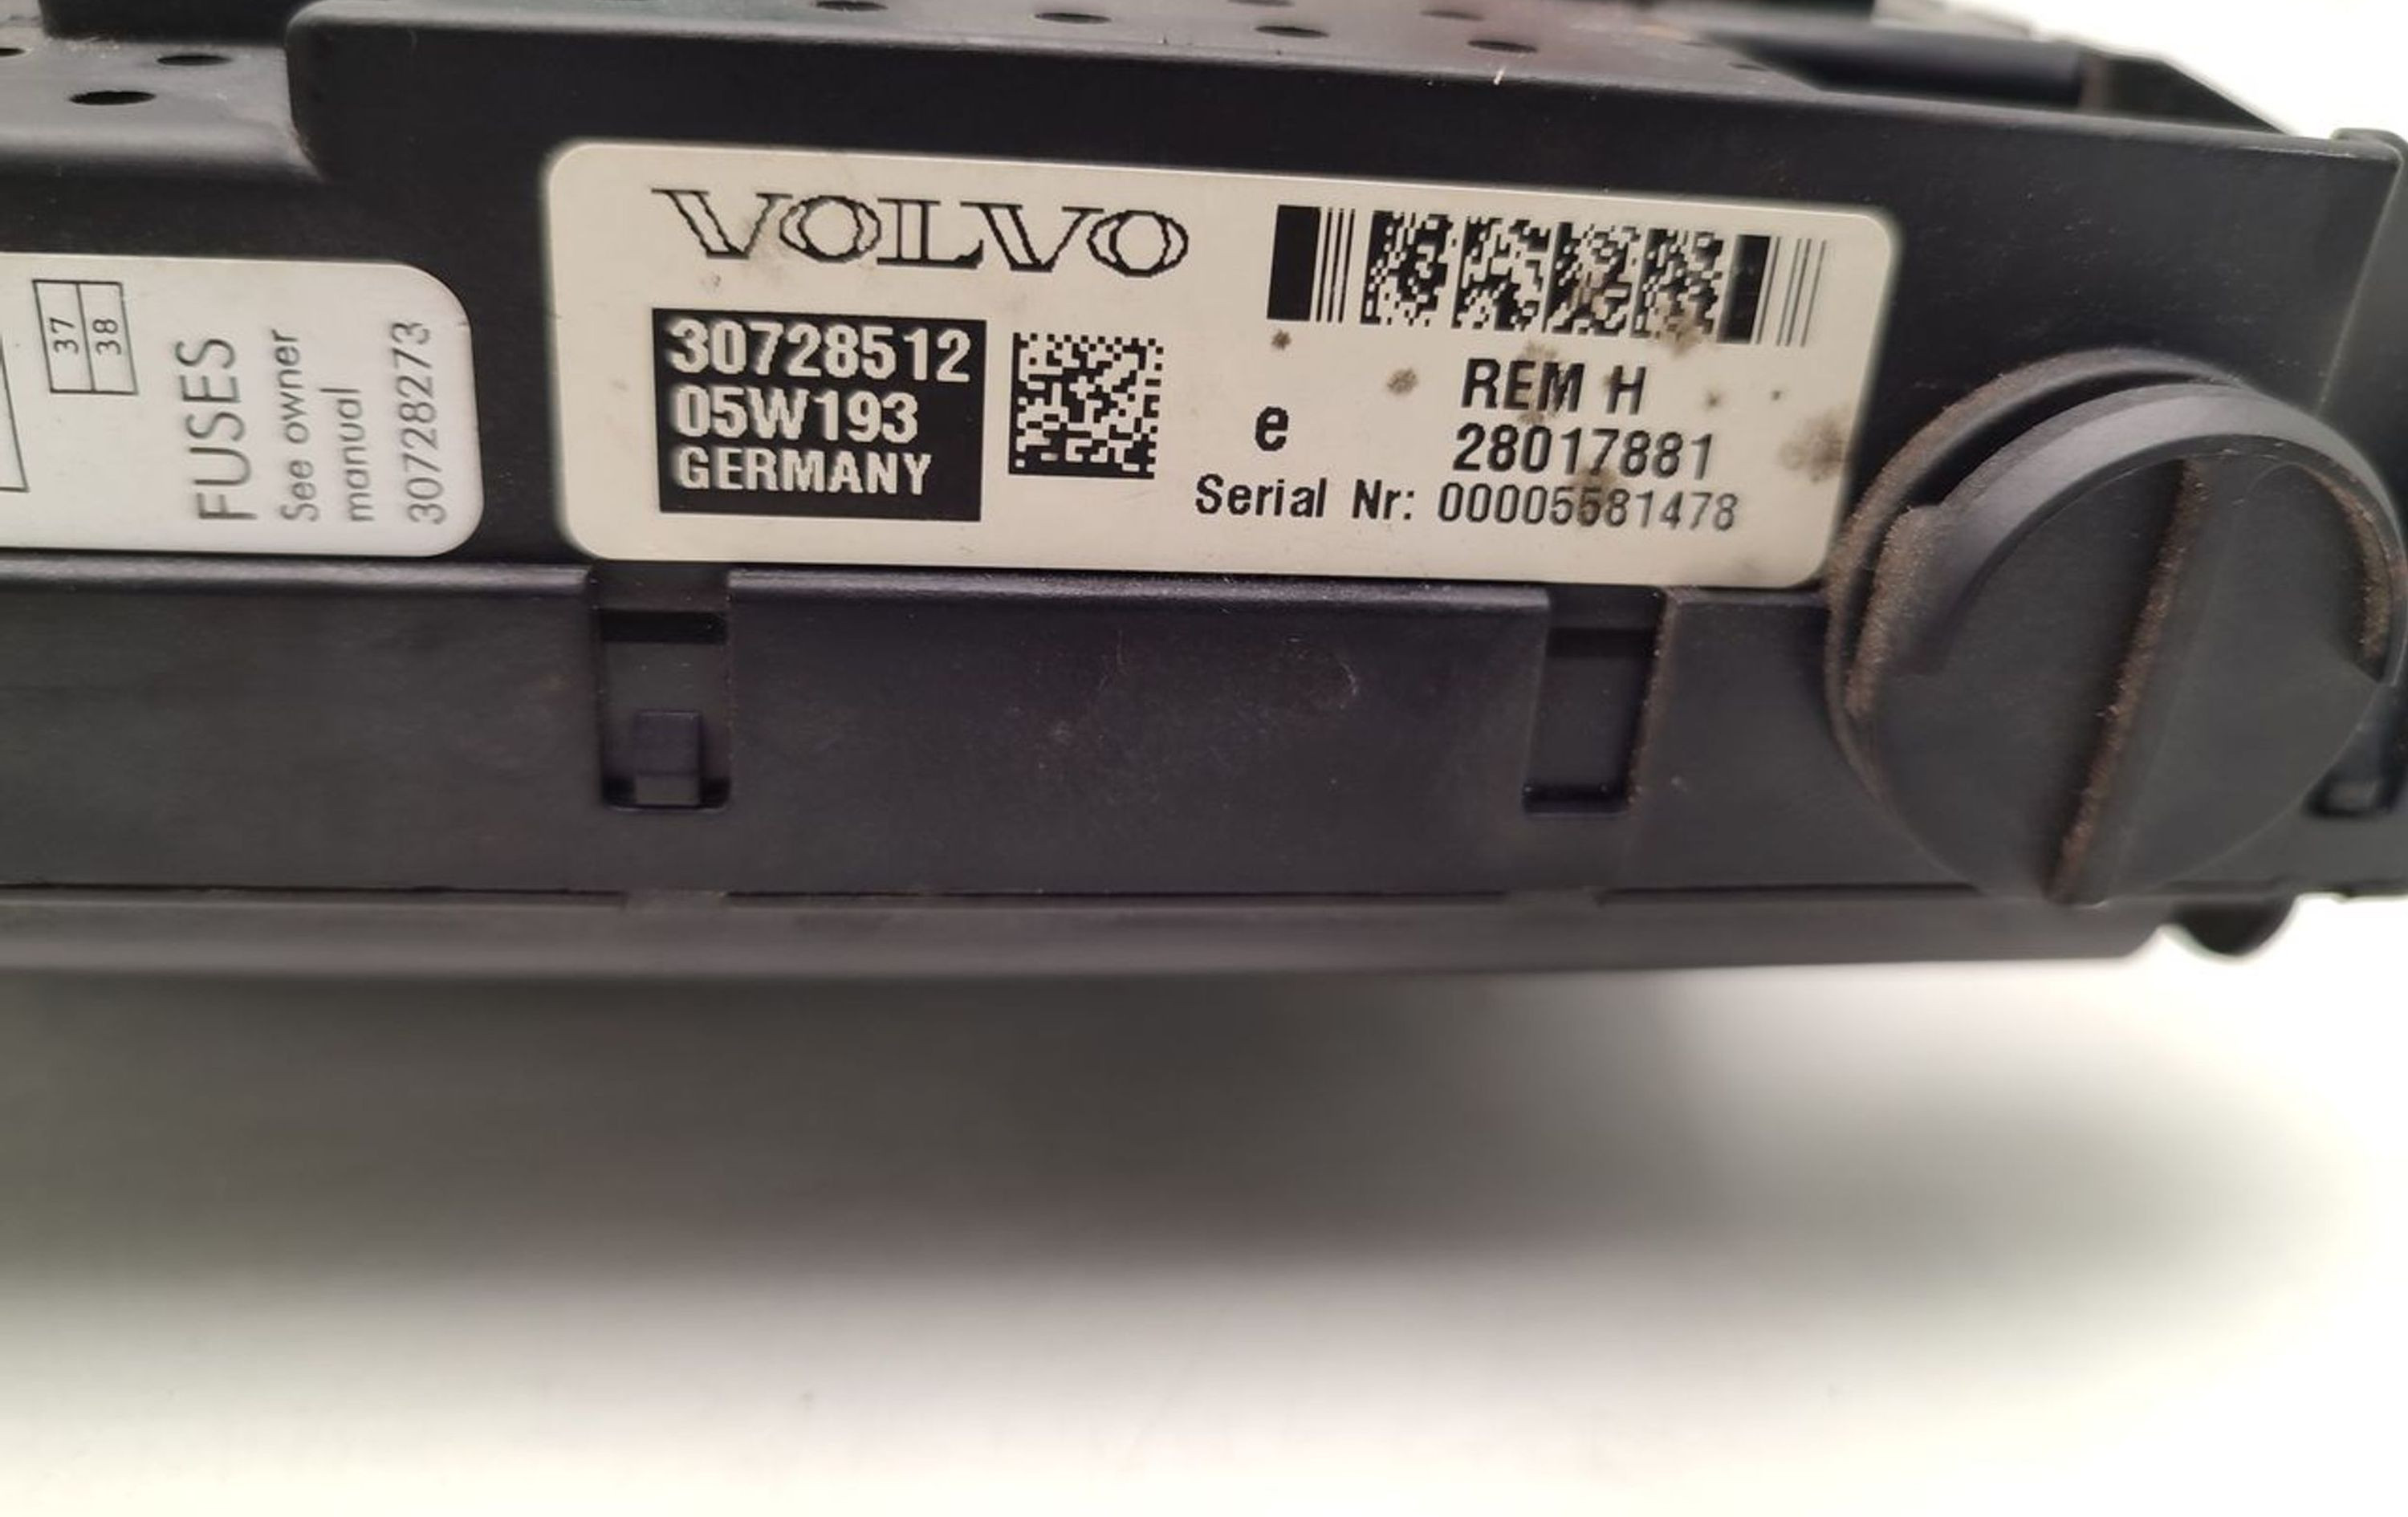 37
38
FUSES
See owner
manual
30728273
VOLVO
30728512
05W193
GERMANY
REM H
e
28017881
Serial Nr: 00005581478